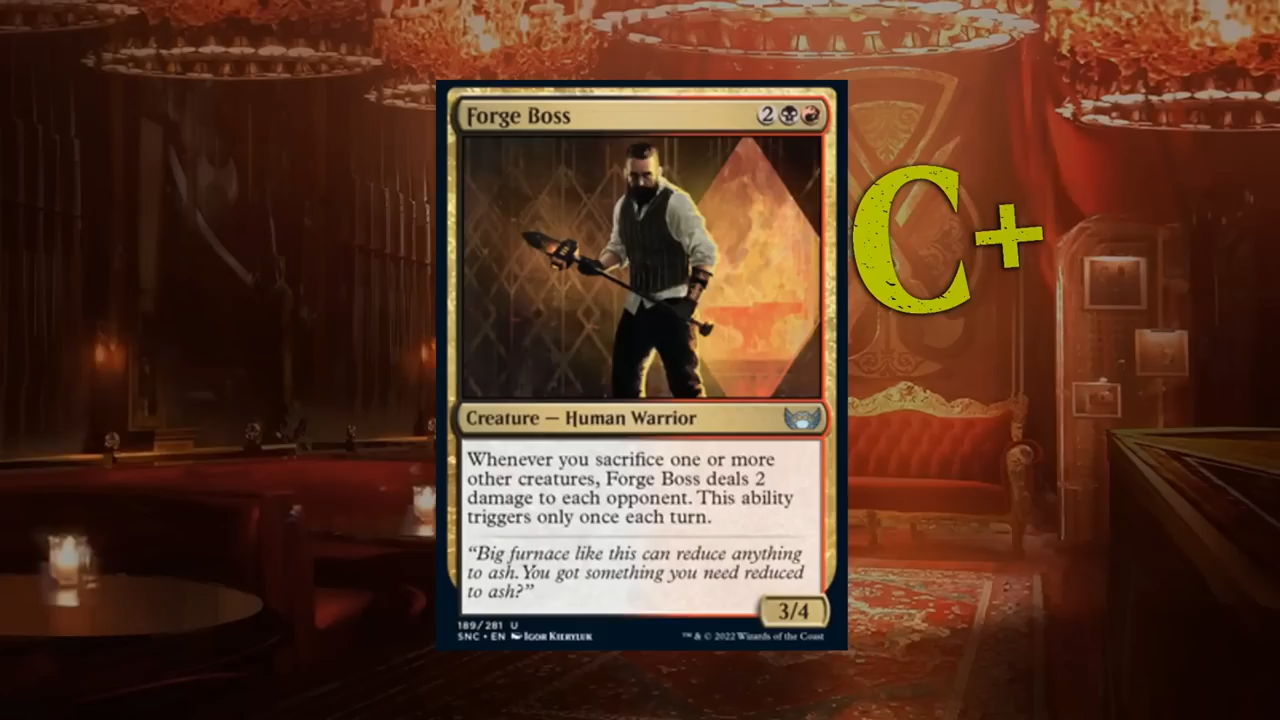 Forge Boss 2
C+
Creature — Human Warrior
Whenever you sacrifice one or more
other creatures, Forge Boss deals 2
damage to each opponent. This ability
triggers only once each turn.
“Big furnace like this can reduce anything
to ash. You got something you need reduced
to ash?”
3/4
189/281 U
SNC • EN Igor Kieryluk
™ & © 2022 Wizards of the Coast